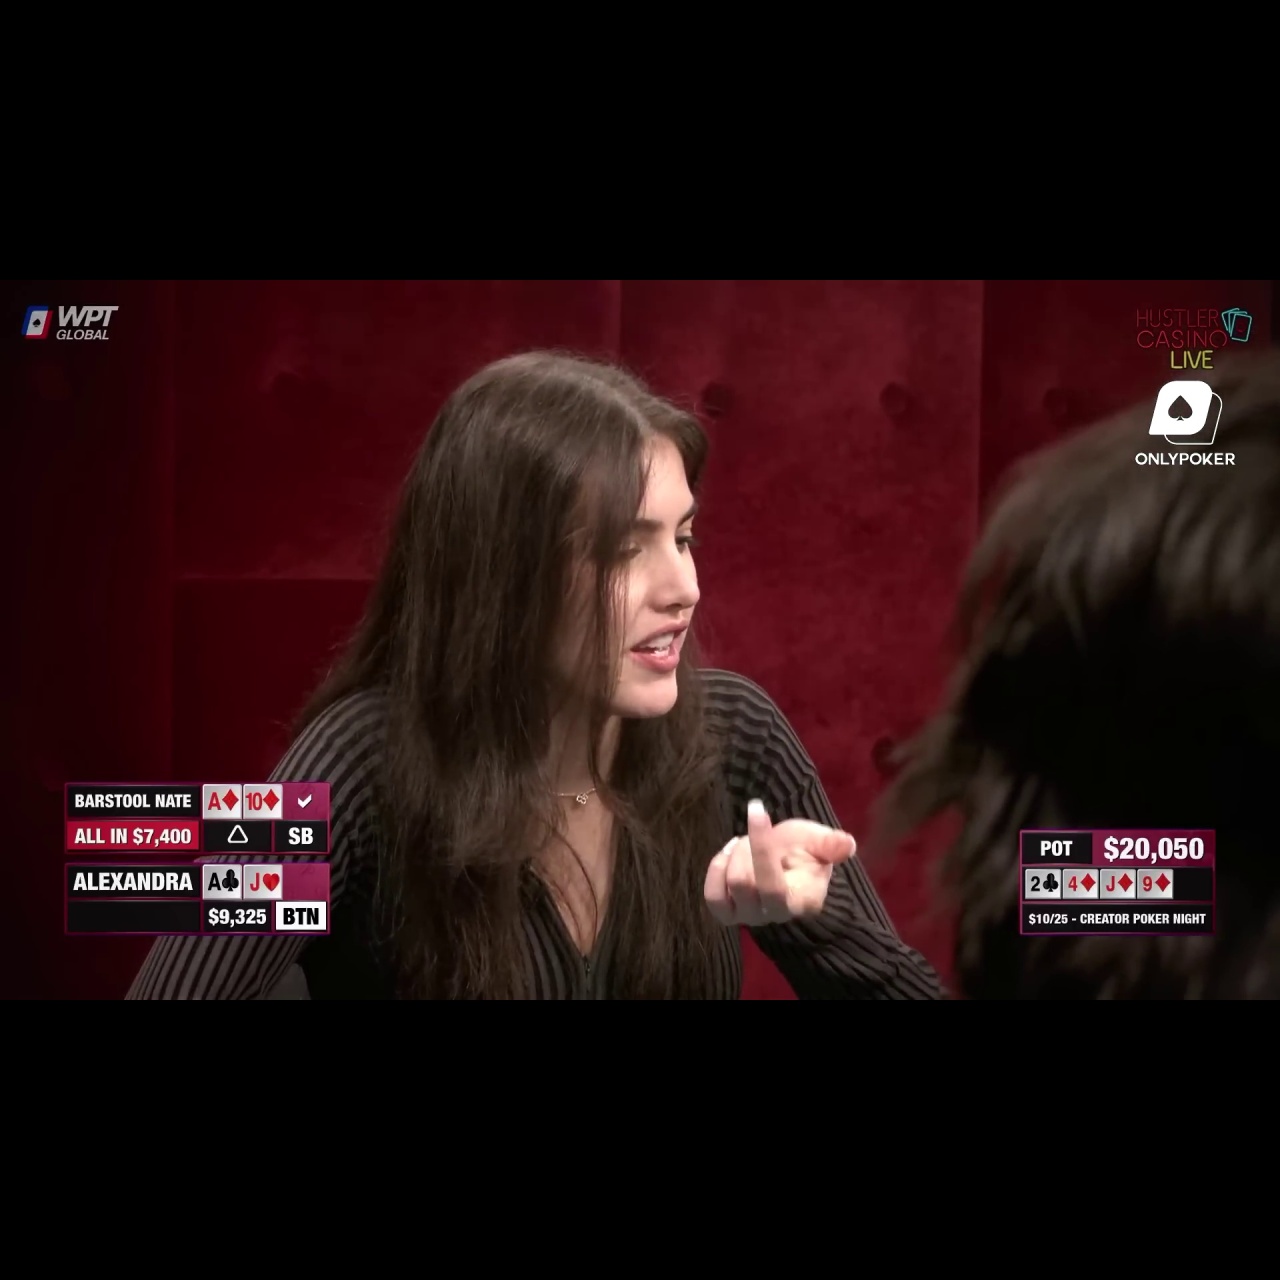 WPT
GLOBAL
HUSTLER
CASINO
LIVE
ONLYPOKER
BARSTOOL NATE A♦ 10♦
ALL IN $7,400 SB
ALEXANDRA A♣ J♥
$9,325 BTN
POT $20,050
2♣ 4♦ J♦ 9♦
$10/25 - CREATOR POKER NIGHT